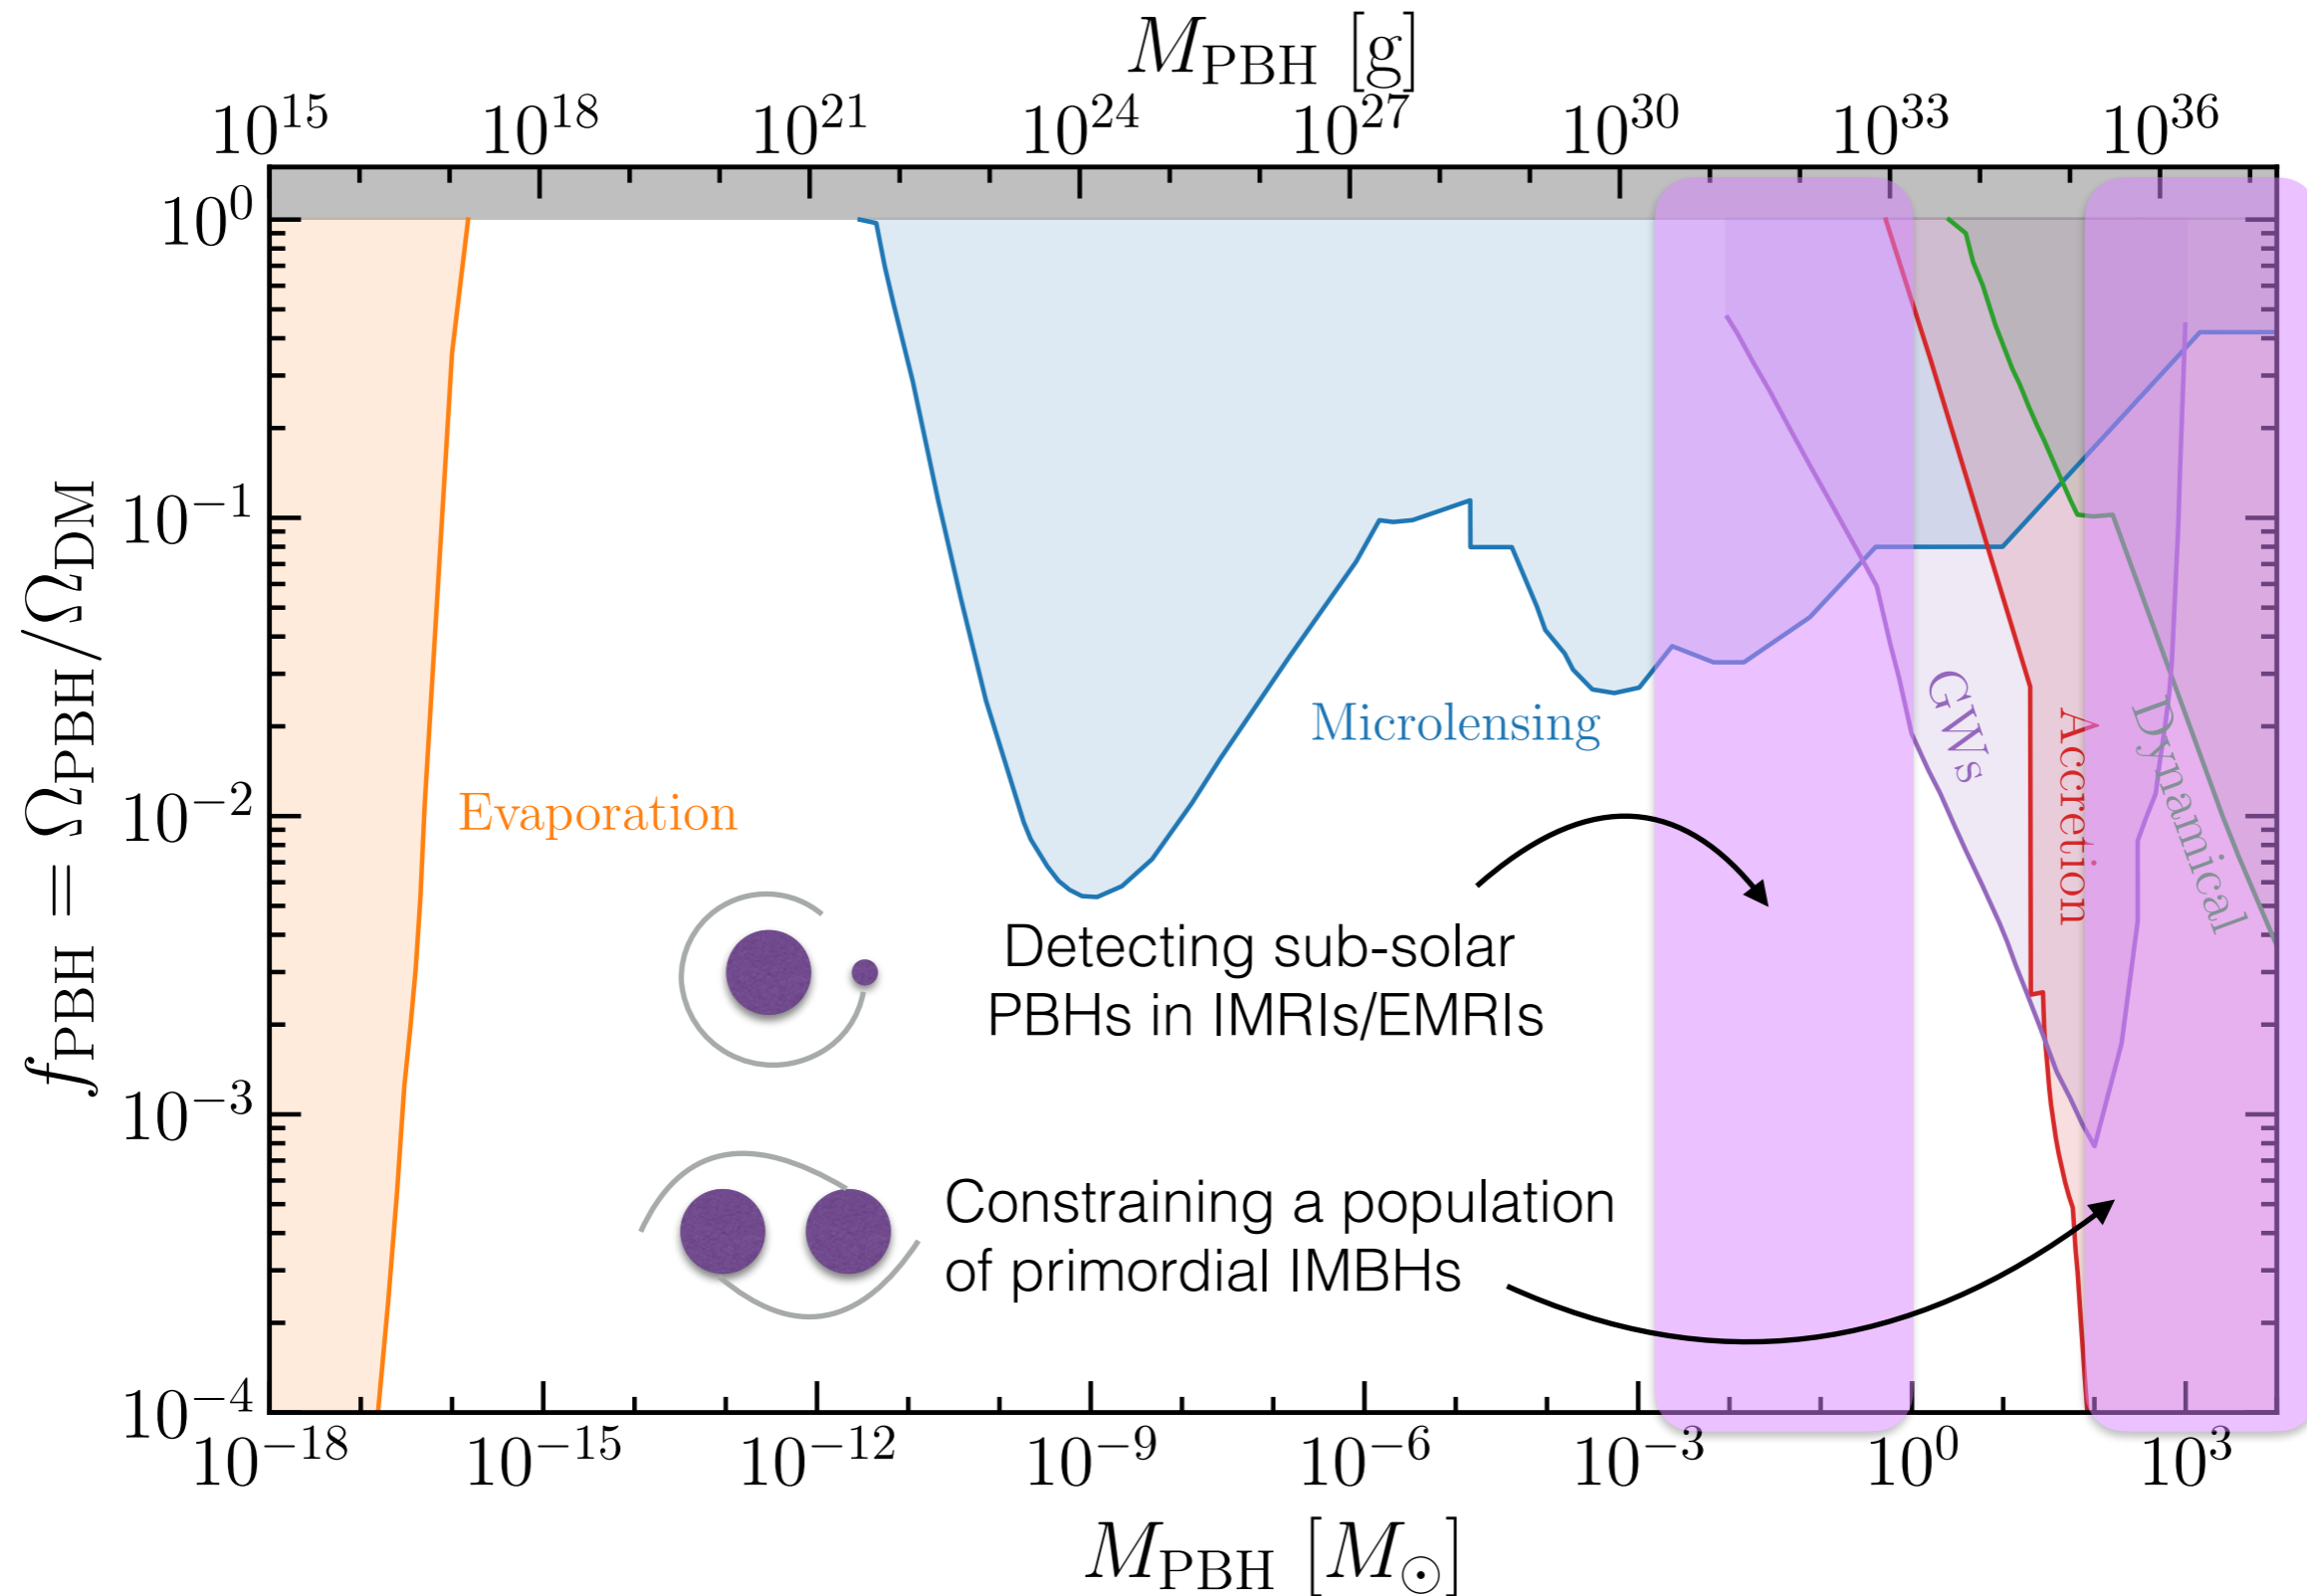 M_PBH [g]
10^15 10^18 10^21 10^24 10^27 10^30 10^33 10^36
f_PBH = Ω_PBH/Ω_DM
10^0
10^−1
10^−2
10^−3
10^−4
Evaporation
Microlensing
GWs
Accretion
Dynamical
Detecting sub-solar
PBHs in IMRIs/EMRIs
Constraining a population
of primordial IMBHs
10^−18 10^−15 10^−12 10^−9 10^−6 10^−3 10^0 10^3
M_PBH [M_⊙]